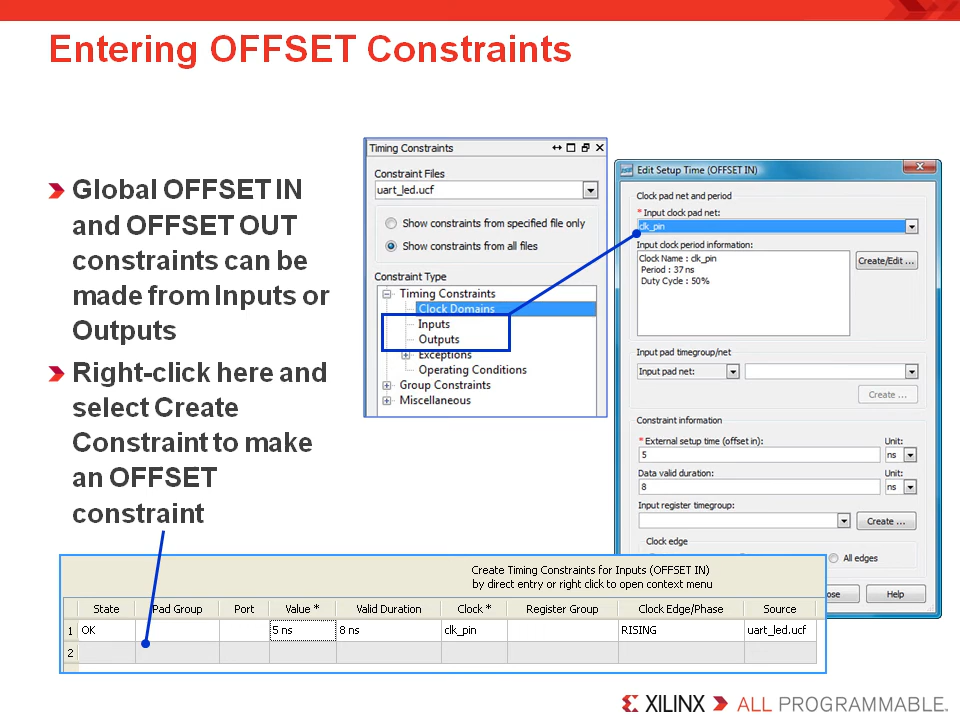 Entering OFFSET Constraints
Global OFFSET IN
and OFFSET OUT
constraints can be
made from Inputs or
Outputs
Right-click here and
select Create
Constraint to make
an OFFSET
constraint
Timing Constraints
Constraint Files
uart_led.ucf
Show constraints from specified file only
Show constraints from all files
Constraint Type
Timing Constraints
Clock Domains
Inputs
Outputs
Exceptions
Operating Conditions
Group Constraints
Miscellaneous
Edit Setup Time (OFFSET IN)
Clock pad net and period
* Input clock pad net:
clk_pin
Input clock period information:
Clock Name : clk_pin
Period : 37 ns
Duty Cycle : 50%
Create/Edit ...
Input pad timegroup/net
Input pad net:
Create ...
Constraint information
* External setup time (offset in): Unit:
5 ns
Data valid duration: Unit:
8 ns
Input register timegroup:
Create ...
Clock edge
All edges
ose Help
Create Timing Constraints for Inputs (OFFSET IN)
by direct entry or right click to open context menu
State Pad Group Port Value * Valid Duration Clock * Register Group Clock Edge/Phase Source
1 OK 5 ns 8 ns clk_pin RISING uart_led.ucf
2
XILINX ALL PROGRAMMABLE.